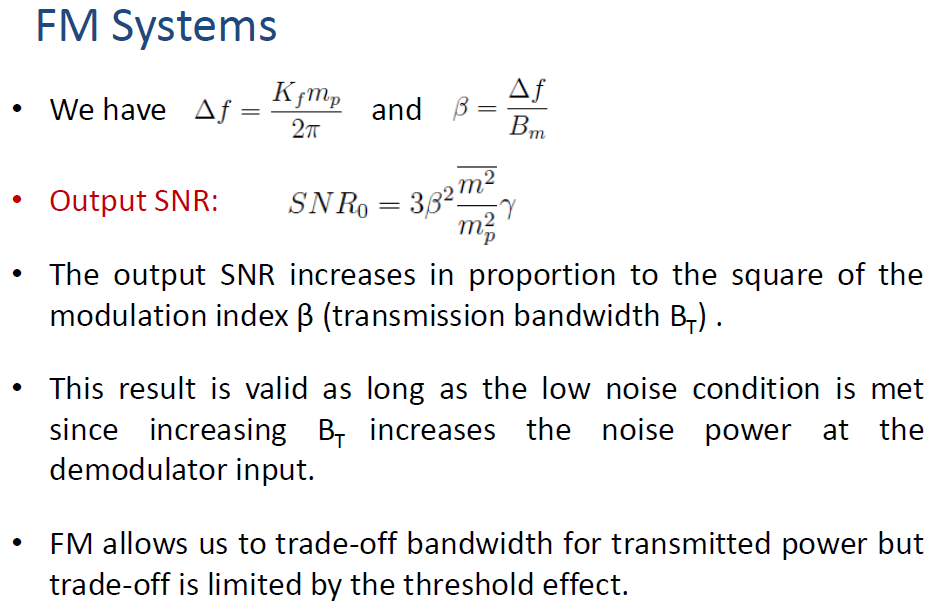 FM Systems
• We have Δf = K_f m_p / 2π and β = Δf / B_m
• Output SNR: SNR₀ = 3β² (m̅²̅ / m_p²) γ
• The output SNR increases in proportion to the square of the
modulation index β (transmission bandwidth B_T) .
• This result is valid as long as the low noise condition is met
since increasing B_T increases the noise power at the
demodulator input.
• FM allows us to trade-off bandwidth for transmitted power but
trade-off is limited by the threshold effect.